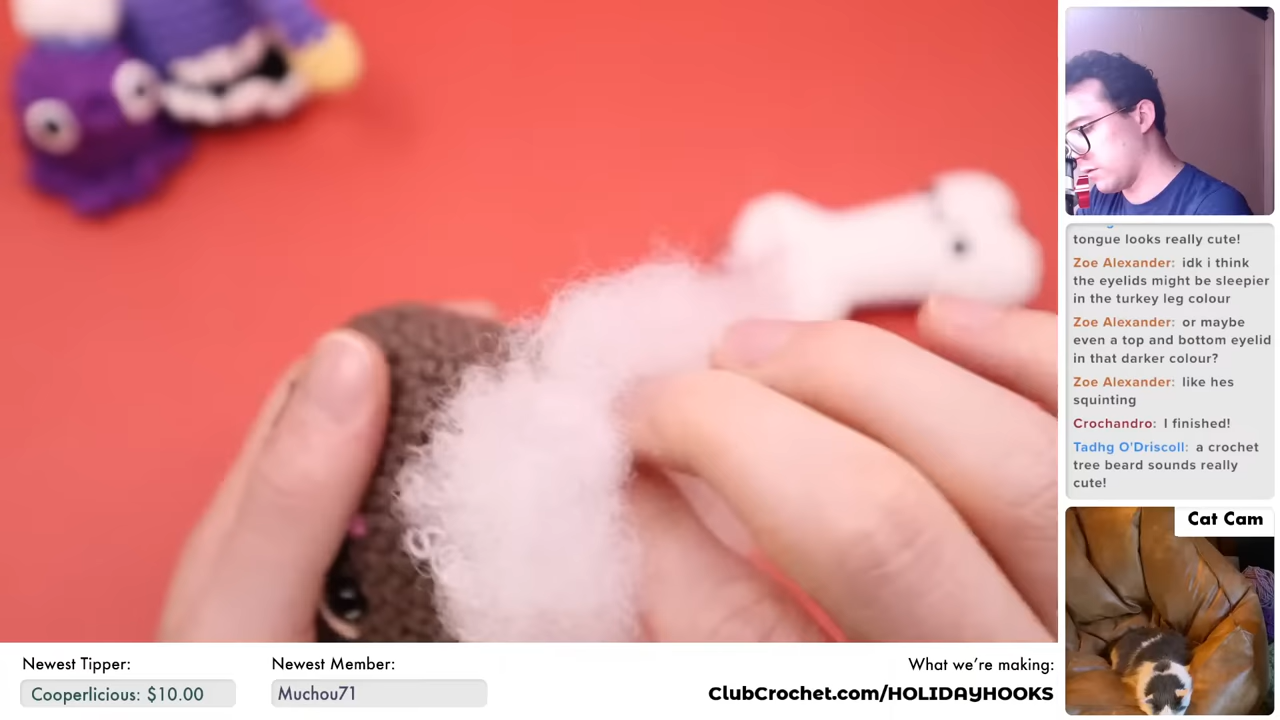 tongue looks really cute!
Zoe Alexander: idk i think
the eyelids might be sleepier
in the turkey leg colour
Zoe Alexander: or maybe
even a top and bottom eyelid
in that darker colour?
Zoe Alexander: like hes
squinting
Crochandro: I finished!
Tadhg O'Driscoll: a crochet
tree beard sounds really
cute!
Cat Cam
Newest Tipper:
Cooperlicious: $10.00
Newest Member:
Muchou71
What we're making:
ClubCrochet.com/HOLIDAYHOOKS